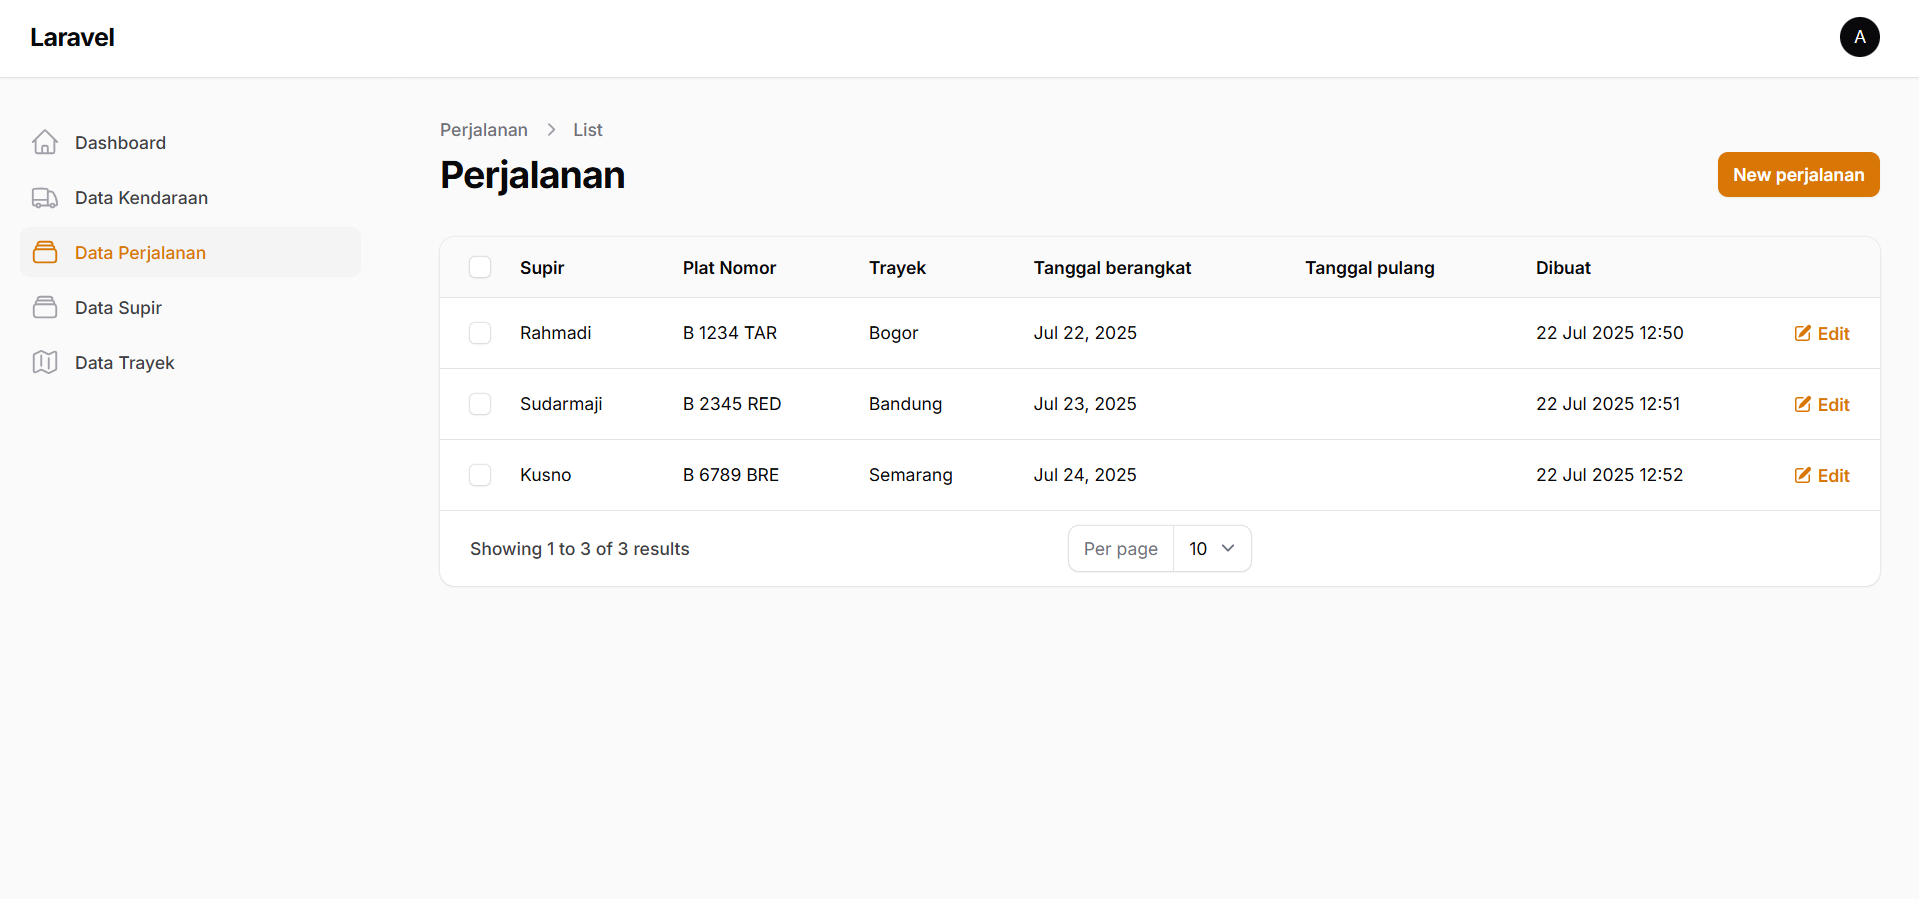 Laravel
A
Dashboard
Data Kendaraan
Data Perjalanan
Data Supir
Data Trayek
Perjalanan > List
Perjalanan
New perjalanan
Supir Plat Nomor Trayek Tanggal berangkat Tanggal pulang Dibuat
Rahmadi B 1234 TAR Bogor Jul 22, 2025 22 Jul 2025 12:50 Edit
Sudarmaji B 2345 RED Bandung Jul 23, 2025 22 Jul 2025 12:51 Edit
Kusno B 6789 BRE Semarang Jul 24, 2025 22 Jul 2025 12:52 Edit
Showing 1 to 3 of 3 results Per page 10